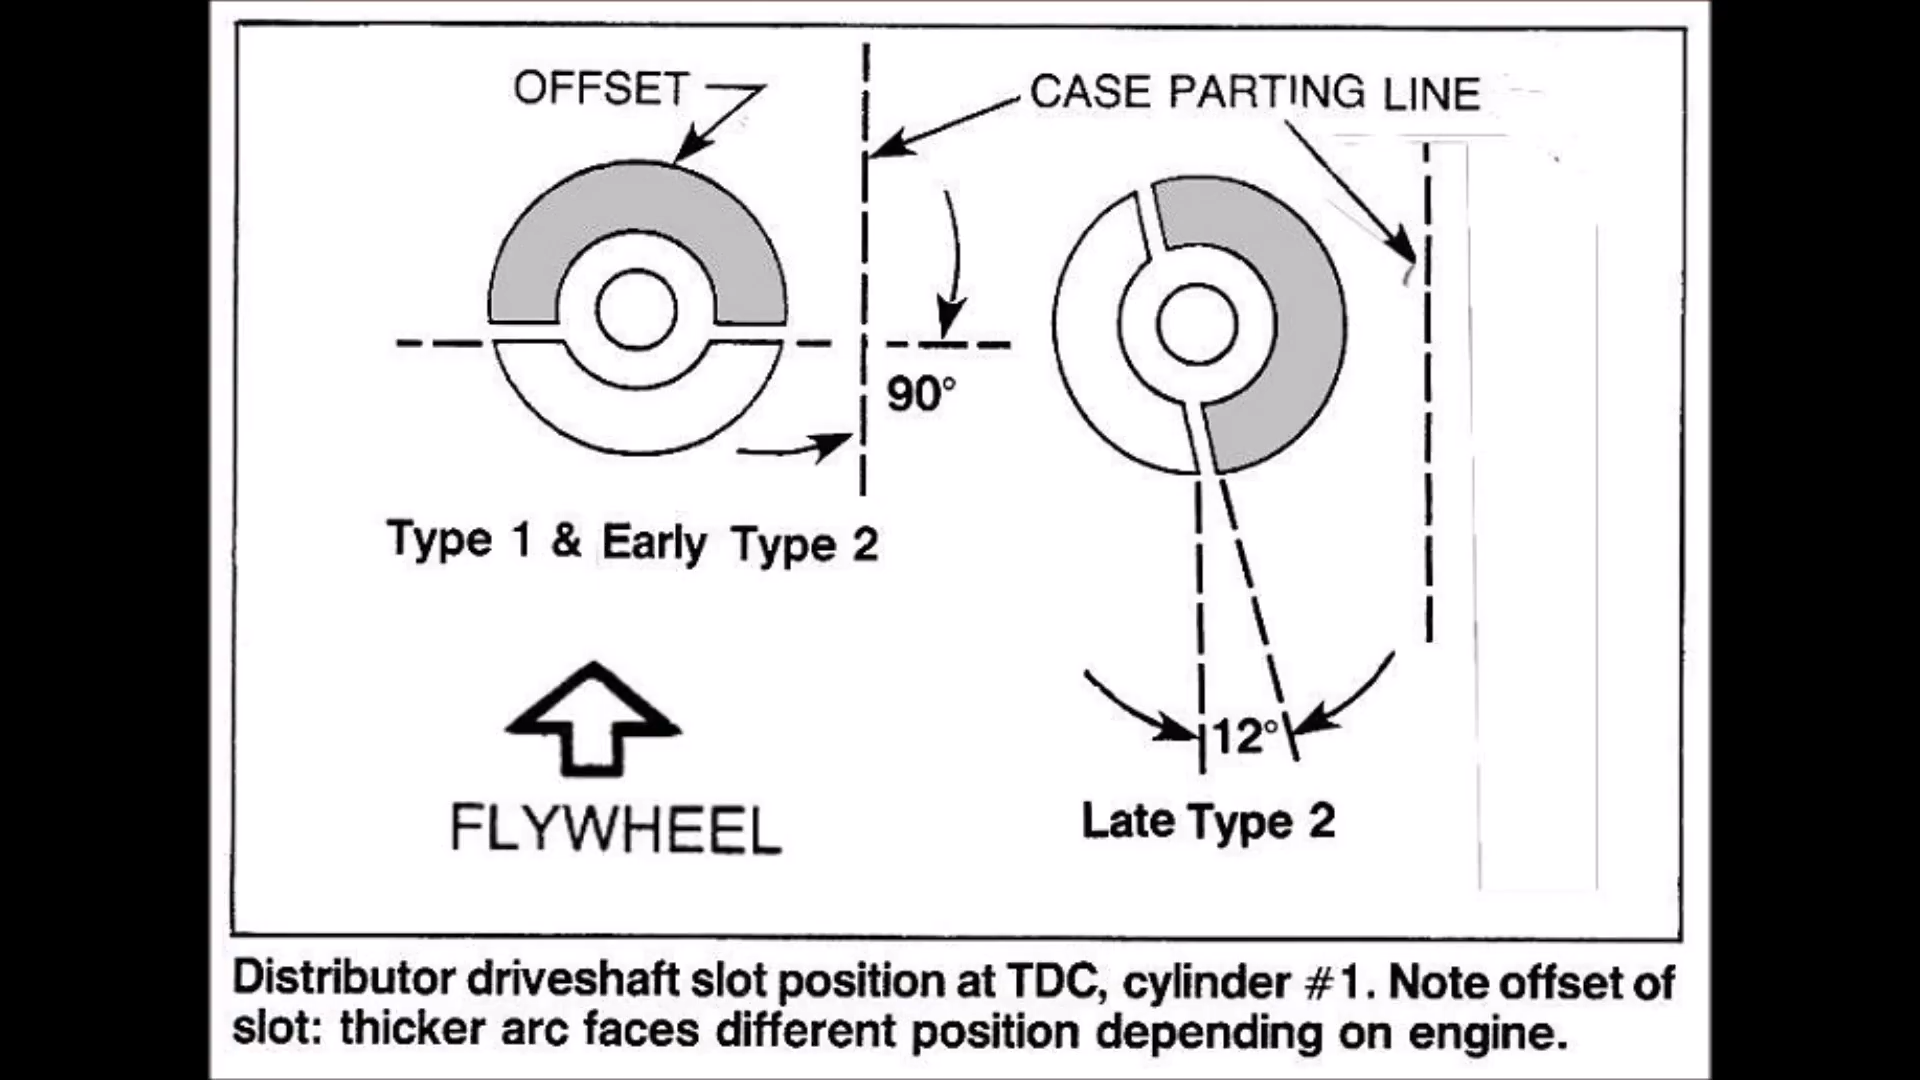 OFFSET
CASE PARTING LINE
90°
Type 1 & Early Type 2
12°
FLYWHEEL
Late Type 2
Distributor driveshaft slot position at TDC, cylinder #1. Note offset of
slot: thicker arc faces different position depending on engine.